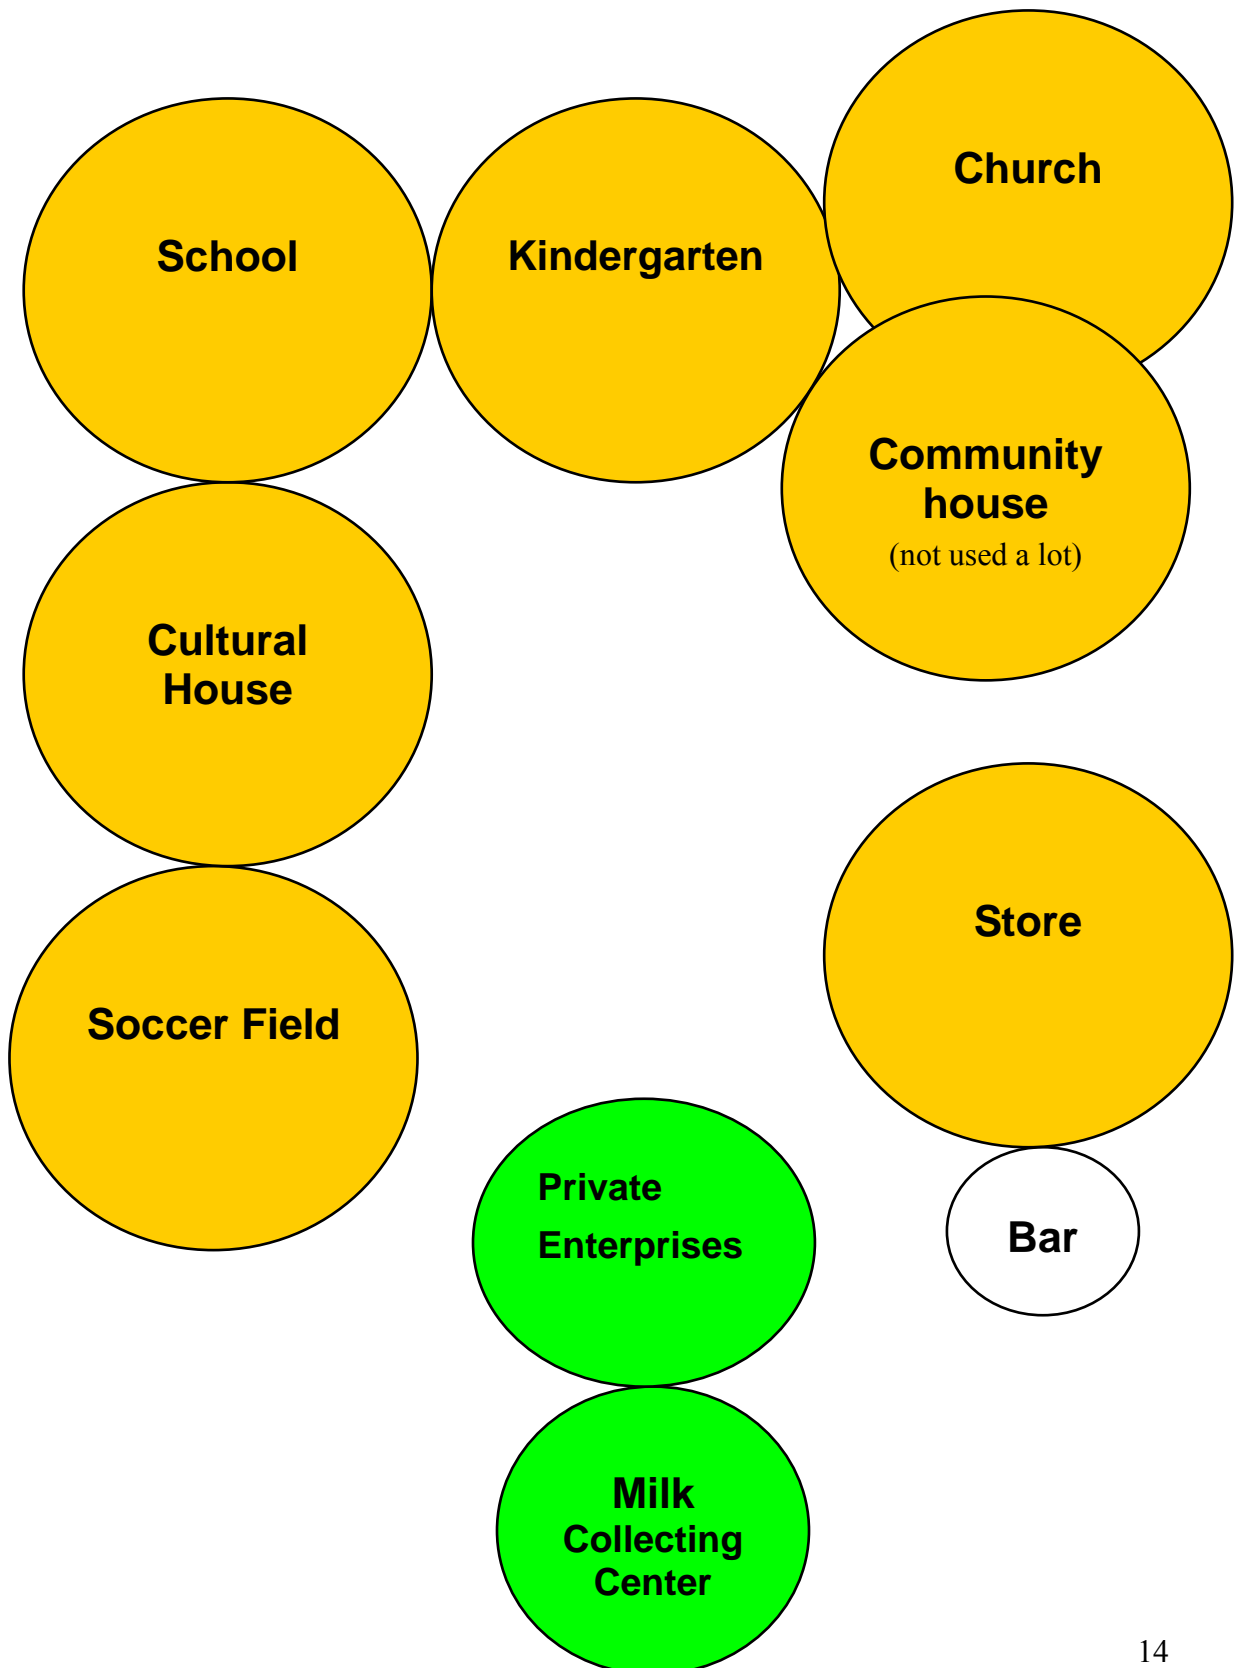 Church
School
Kindergarten
Community
house
(not used a lot)
Cultural
House
Store
Soccer Field
Private
Enterprises
Bar
Milk
Collecting
Center
14